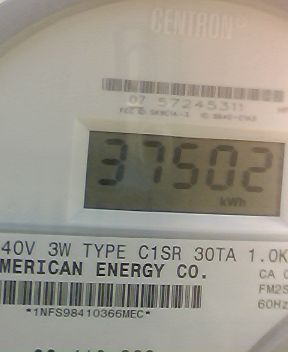 CENTRON®
07 57245311
37502
kWh
40V 3W TYPE C1SR 30TA 1.0K
MERICAN ENERGY CO.
CA 0
FM2S
60Hz
*1NFS98410366MEC*